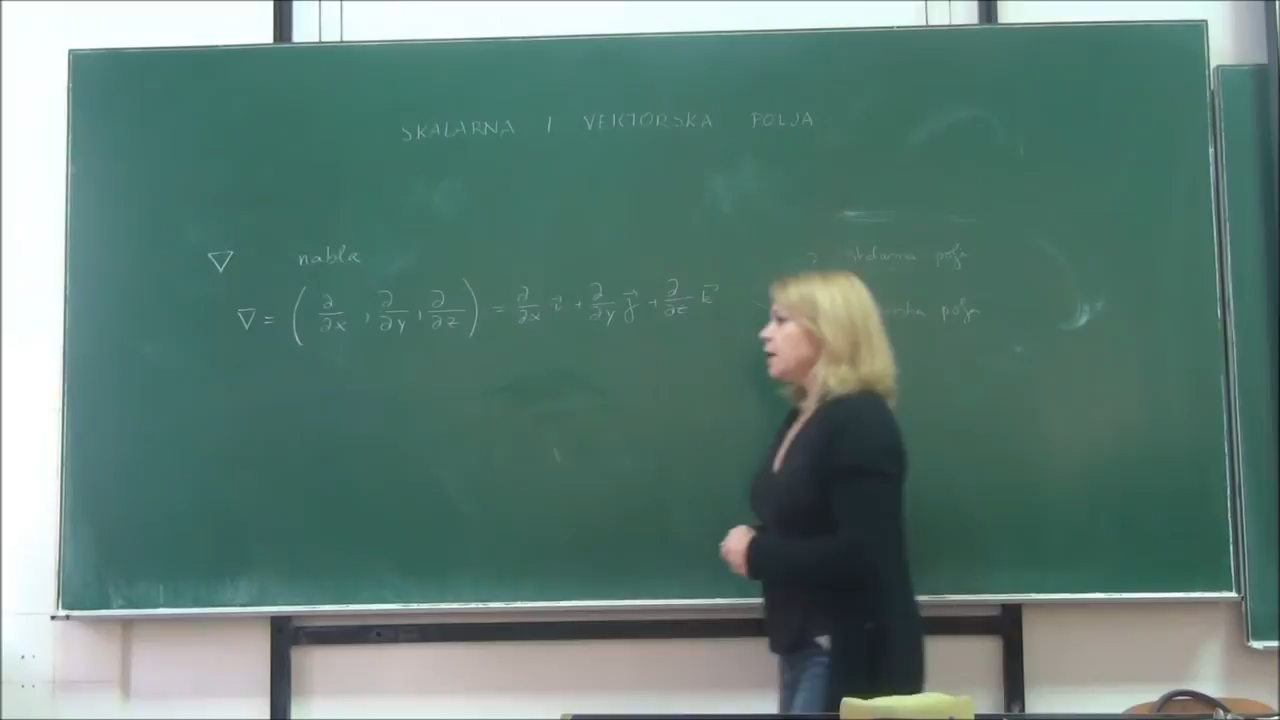 SKALARNA I VEKTORSKA POLJA
∇ nabla
∇ = ( ∂/∂x , ∂/∂y , ∂/∂z ) = ∂/∂x i⃗ + ∂/∂y j⃗ + ∂/∂z k⃗
skalarna polja
polja